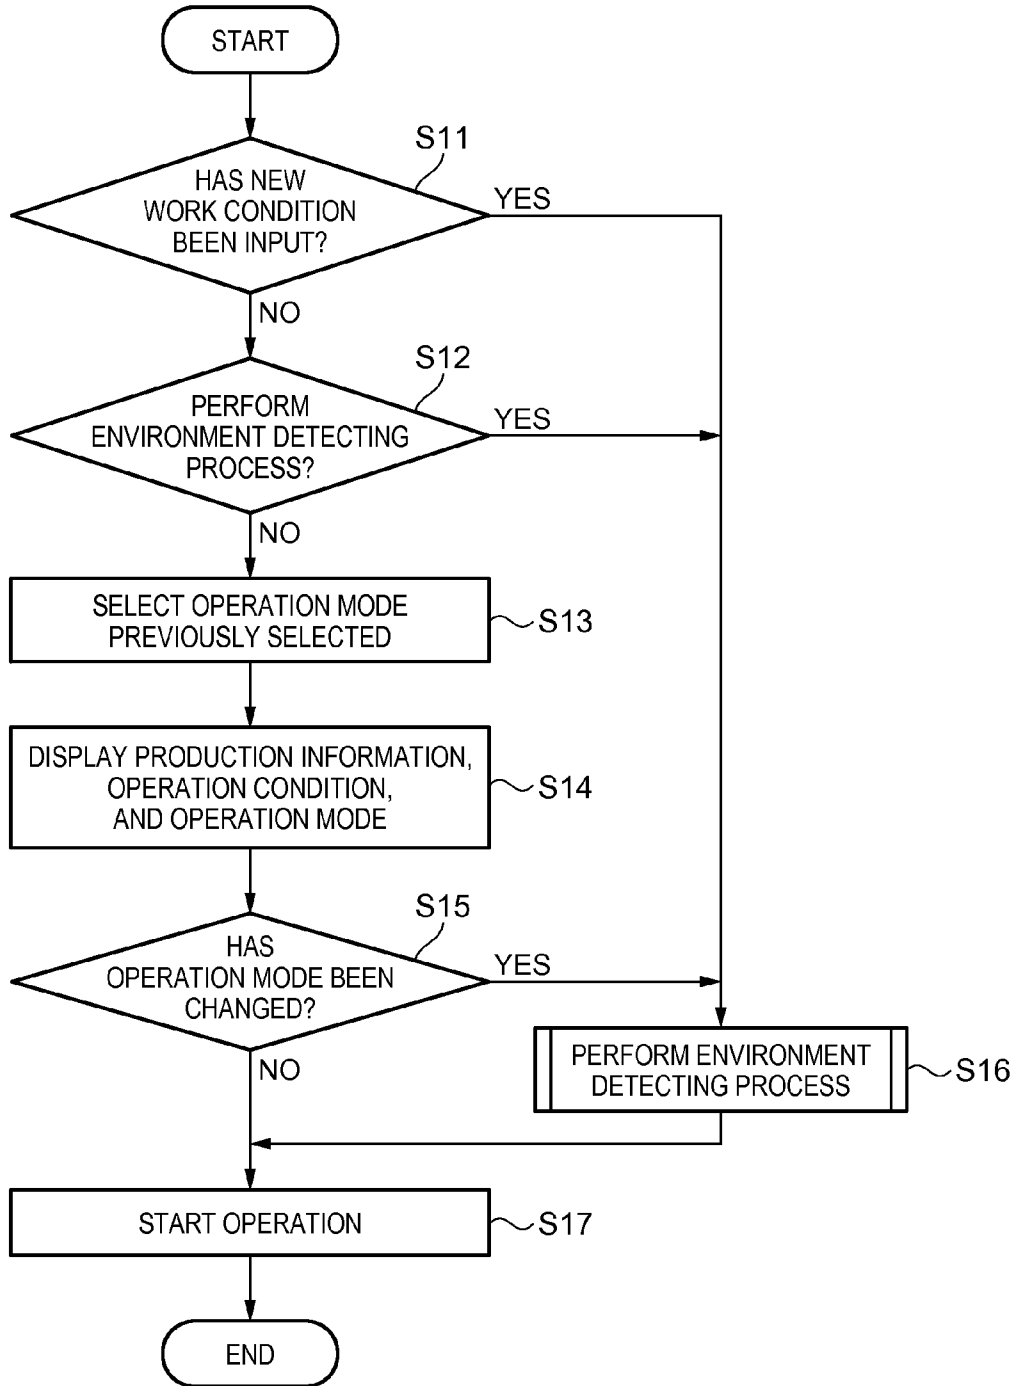 START
S11
HAS NEW
WORK CONDITION
BEEN INPUT?
YES
NO
S12
PERFORM
ENVIRONMENT DETECTING
PROCESS?
YES
NO
SELECT OPERATION MODE
PREVIOUSLY SELECTED
S13
DISPLAY PRODUCTION INFORMATION,
OPERATION CONDITION,
AND OPERATION MODE
S14
S15
HAS
OPERATION MODE BEEN
CHANGED?
YES
NO
PERFORM ENVIRONMENT
DETECTING PROCESS
S16
START OPERATION
S17
END